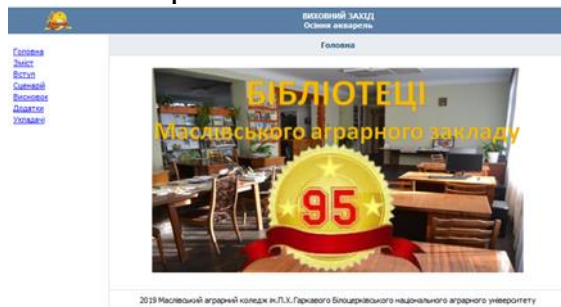 ВИХОВНИЙ ЗАХІД
Осіння акварель
Головна
Головна
Зміст
Вступ
Сценарій
Висновок
Додатки
Укладачі
БІБЛІОТЕЦІ
Маслівського аграрного закладу
95
2019 Маслівський аграрний коледж ім.П.Х.Гаркавого Білоцерківського національного аграрного університету